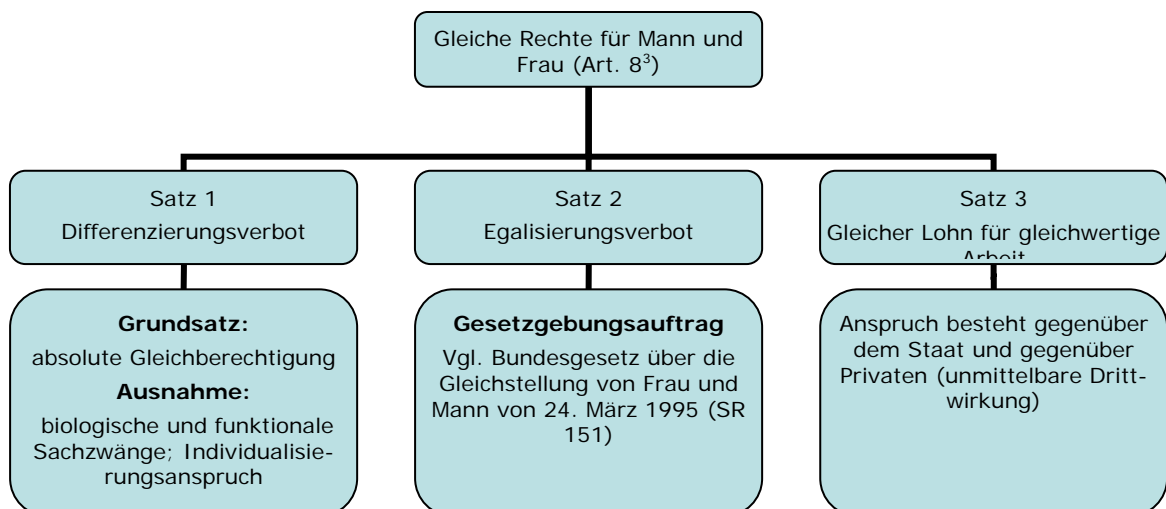 Gleiche Rechte für Mann und
Frau (Art. 8³)
Satz 1
Differenzierungsverbot
Satz 2
Egalisierungsverbot
Satz 3
Gleicher Lohn für gleichwertige
Arbeit
Grundsatz:
absolute Gleichberechtigung
Ausnahme:
biologische und funktionale
Sachzwänge; Individualisie-
rungsanspruch
Gesetzgebungsauftrag
Vgl. Bundesgesetz über die
Gleichstellung von Frau und
Mann von 24. März 1995 (SR
151)
Anspruch besteht gegenüber
dem Staat und gegenüber
Privaten (unmittelbare Dritt-
wirkung)